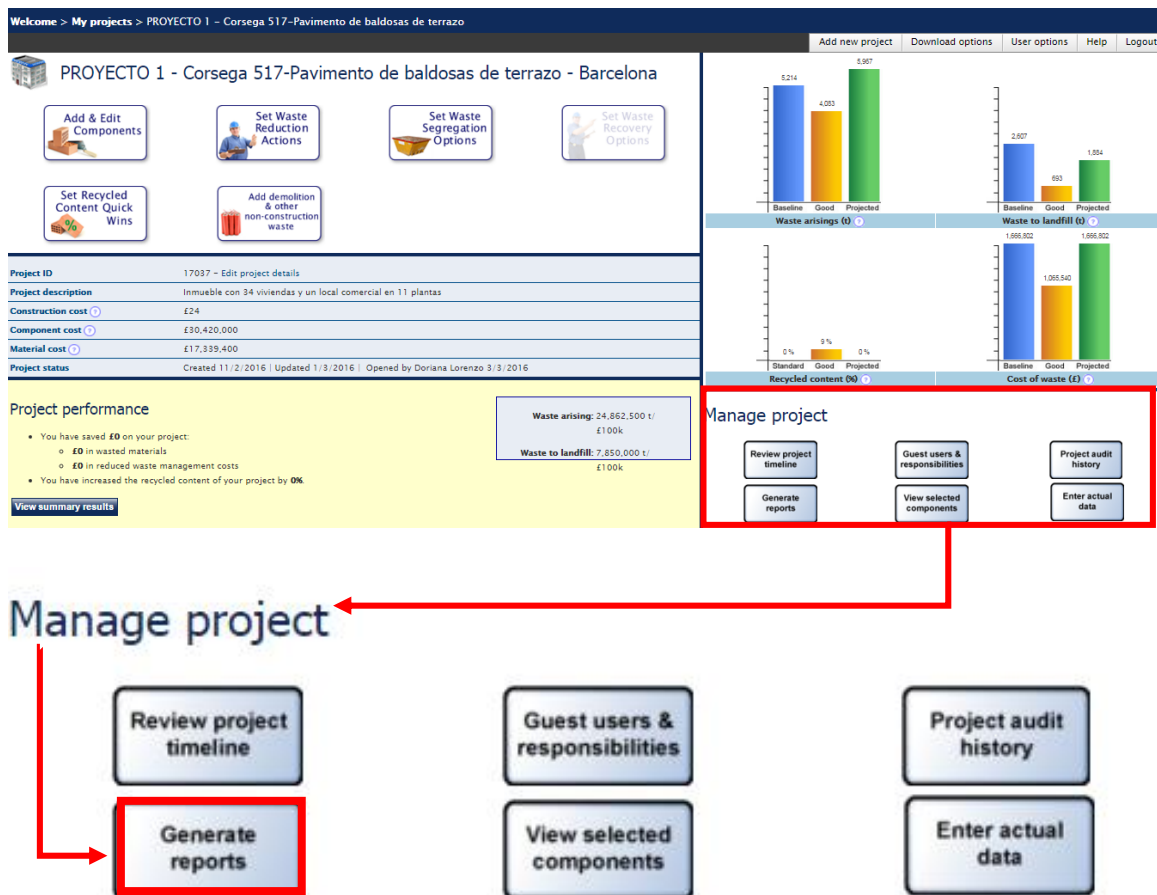 Welcome > My projects > PROYECTO 1 – Corsega 517-Pavimento de baldosas de terrazo
Add new project Download options User options Help Logout
PROYECTO 1 - Corsega 517-Pavimento de baldosas de terrazo - Barcelona
Add & Edit
Components
Set Waste
Reduction
Actions
Set Waste
Segregation
Options
Set Waste
Recovery
Options
Set Recycled
Content Quick
Wins
%
Add demolition
& other
non-construction
waste
Project ID 17037 – Edit project details
Project description Inmueble con 34 viviendas y un local comercial en 11 plantas
Construction cost ? £24
Component cost ? £30,420,000
Material cost ? £17,339,400
Project status Created 11/2/2016 | Updated 1/3/2016 | Opened by Doriana Lorenzo 3/3/2016
Project performance
• You have saved £0 on your project:
£0 in wasted materials
£0 in reduced waste management costs
• You have increased the recycled content of your project by 0%.
View summary results
Waste arising: 24,862,500 t/
£100k
Waste to landfill: 7,850,000 t/
£100k
5,214 4,083 5,967
Baseline Good Projected
Waste arisings (t) ?
2,607 693 1,884
Baseline Good Projected
Waste to landfill (t) ?
0 % 9 % 0 %
Standard Good Projected
Recycled content (%) ?
1,666,802 1,065,540 1,666,802
Baseline Good Projected
Cost of waste (£) ?
Manage project
Review project
timeline
Guest users &
responsibilities
Project audit
history
Generate
reports
View selected
components
Enter actual
data
Manage project
Review project
timeline
Guest users &
responsibilities
Project audit
history
Generate
reports
View selected
components
Enter actual
data